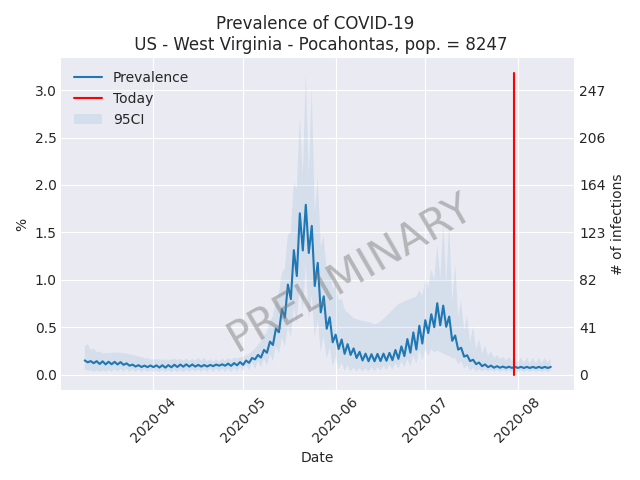 Prevalence of COVID-19
US - West Virginia - Pocahontas, pop. = 8247
Prevalence
Today
95CI
3.0
2.5
2.0
1.5
1.0
0.5
0.0
%
247
206
164
123
82
41
0
# of infections
PRELIMINARY
2020-04
2020-05
2020-06
2020-07
2020-08
Date